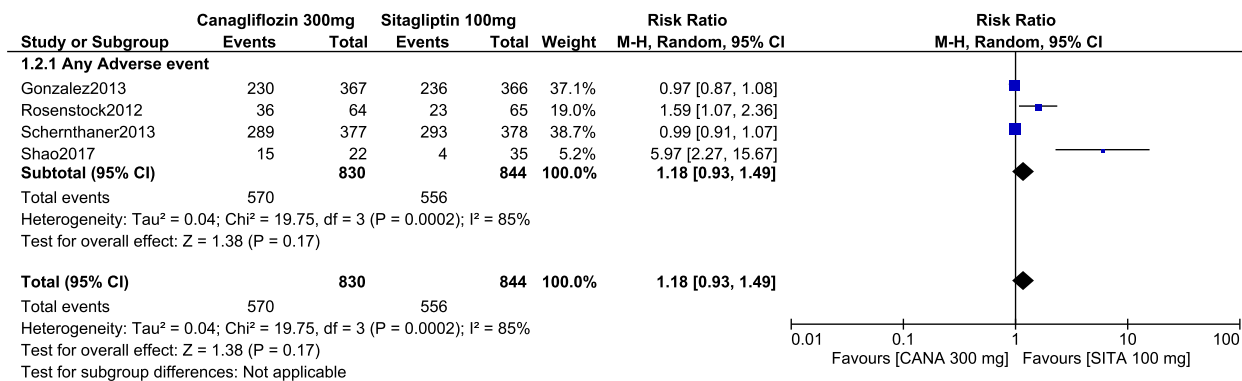 Canagliflozin 300mg Sitagliptin 100mg Risk Ratio Risk Ratio
Study or Subgroup Events Total Events Total Weight M-H, Random, 95% CI M-H, Random, 95% CI
1.2.1 Any Adverse event
Gonzalez2013 230 367 236 366 37.1% 0.97 [0.87, 1.08]
Rosenstock2012 36 64 23 65 19.0% 1.59 [1.07, 2.36]
Schernthaner2013 289 377 293 378 38.7% 0.99 [0.91, 1.07]
Shao2017 15 22 4 35 5.2% 5.97 [2.27, 15.67]
Subtotal (95% CI) 830 844 100.0% 1.18 [0.93, 1.49]
Total events 570 556
Heterogeneity: Tau² = 0.04; Chi² = 19.75, df = 3 (P = 0.0002); I² = 85%
Test for overall effect: Z = 1.38 (P = 0.17)
Total (95% CI) 830 844 100.0% 1.18 [0.93, 1.49]
Total events 570 556
Heterogeneity: Tau² = 0.04; Chi² = 19.75, df = 3 (P = 0.0002); I² = 85%
Test for overall effect: Z = 1.38 (P = 0.17)
Test for subgroup differences: Not applicable
0.01 0.1 1 10 100
Favours [CANA 300 mg] Favours [SITA 100 mg]